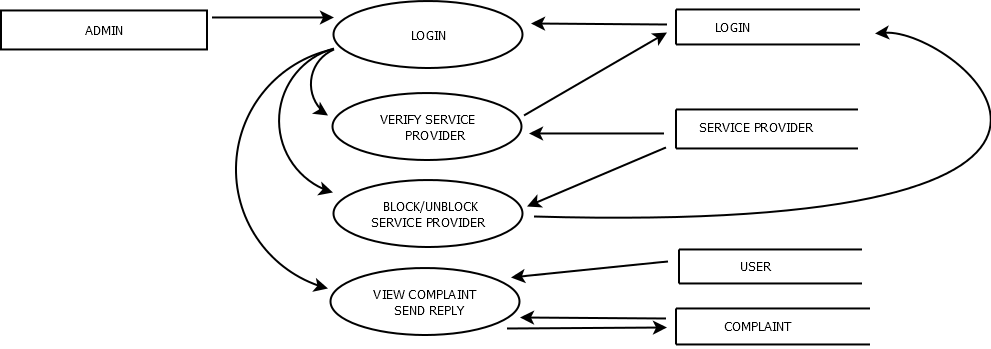 ADMIN
LOGIN
LOGIN
VERIFY SERVICE
PROVIDER
SERVICE PROVIDER
BLOCK/UNBLOCK
SERVICE PROVIDER
USER
VIEW COMPLAINT
SEND REPLY
COMPLAINT